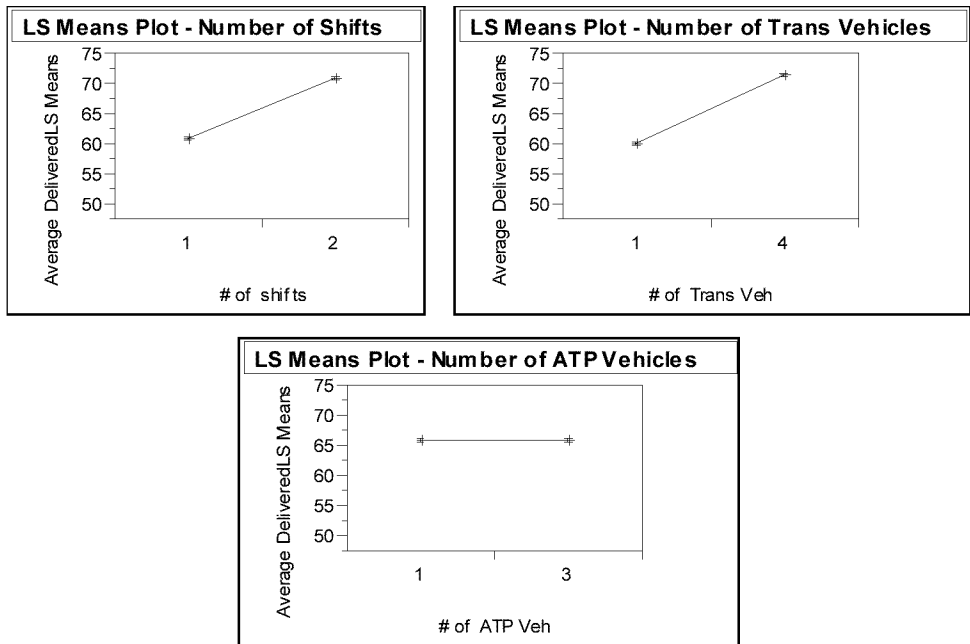 LS Means Plot - Number of Shifts
Average DeliveredLS Means
75
70
65
60
55
50
1 2
# of shifts
LS Means Plot - Number of Trans Vehicles
Average DeliveredLS Means
75
70
65
60
55
50
1 4
# of Trans Veh
LS Means Plot - Number of ATP Vehicles
Average DeliveredLS Means
75
70
65
60
55
50
1 3
# of ATP Veh